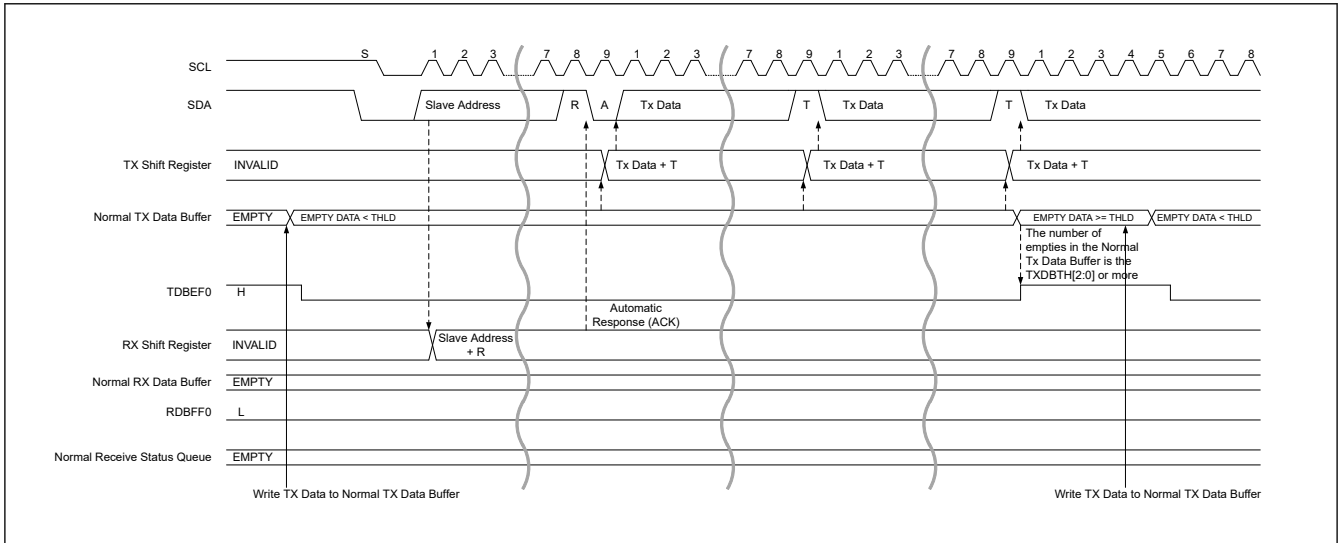 S 1 2 3 7 8 9 1 2 3 7 8 9 1 2 3 7 8 9 1 2 3 4 5 6 7 8
SCL
SDA Slave Address R A Tx Data T Tx Data T Tx Data
TX Shift Register INVALID Tx Data + T Tx Data + T Tx Data + T
Normal TX Data Buffer EMPTY EMPTY DATA < THLD EMPTY DATA >= THLD EMPTY DATA < THLD
The number of
empties in the Normal
Tx Data Buffer is the
TXDBTH[2:0] or more
TDBEF0 H
Automatic
Response (ACK)
RX Shift Register INVALID Slave Address
+ R
Normal RX Data Buffer EMPTY
RDBFF0 L
Normal Receive Status Queue EMPTY
Write TX Data to Normal TX Data Buffer Write TX Data to Normal TX Data Buffer